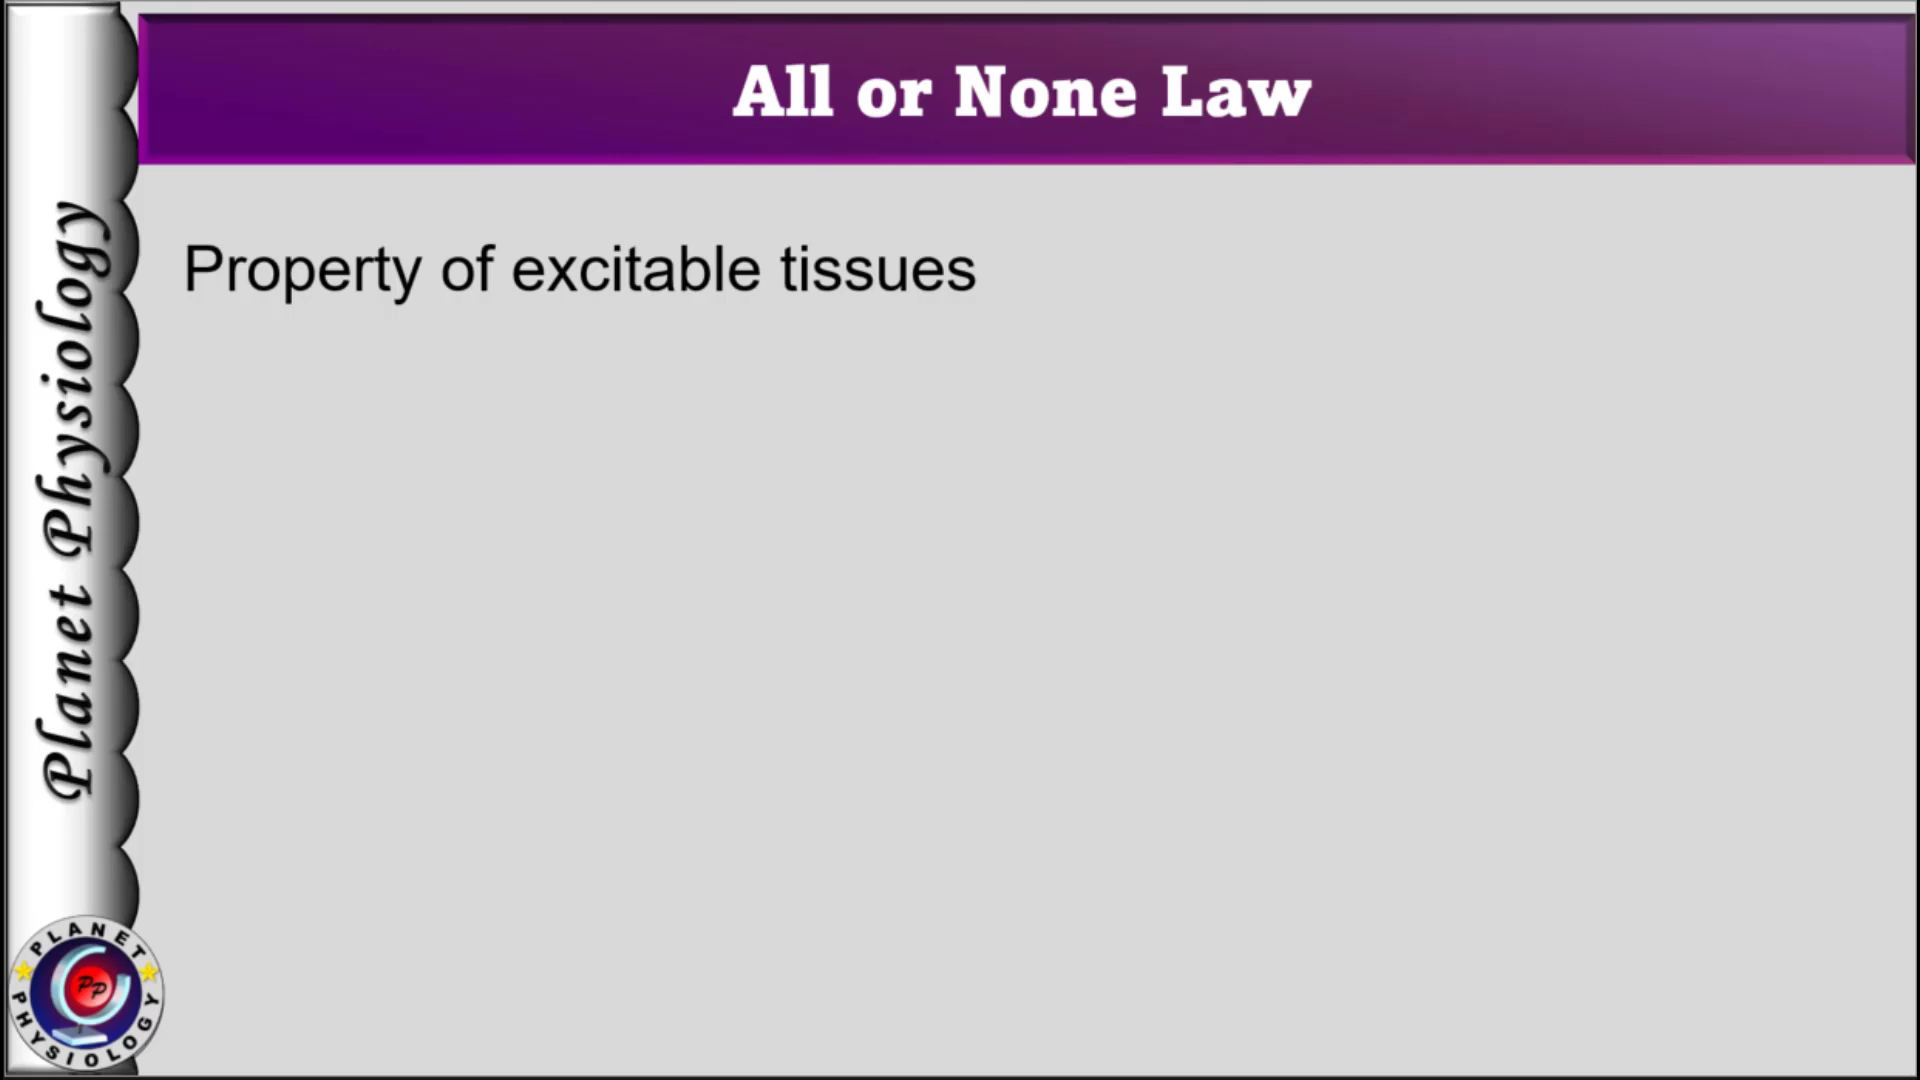 All or None Law
Property of excitable tissues
Planet Physiology
PLANET
PP
PHYSIOLOGY